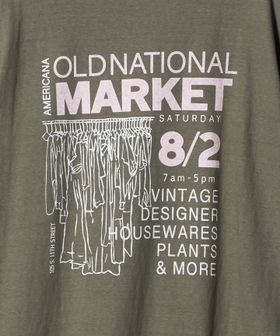 AMERICANA
OLD NATIONAL
MARKET
SATURDAY
8/2
7am-5pm
VINTAGE
DESIGNER
HOUSEWARES
PLANTS
& MORE
105 S. 11TH STREET